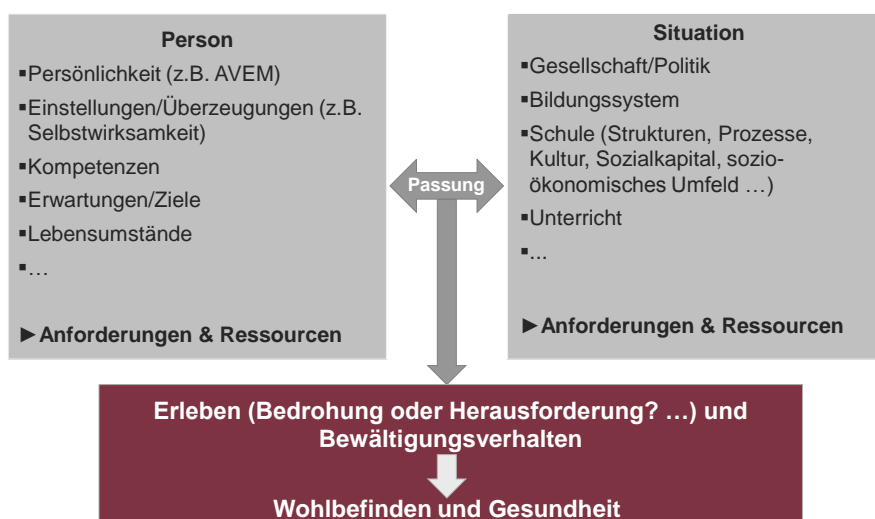 Person
▪Persönlichkeit (z.B. AVEM)
▪Einstellungen/Überzeugungen (z.B.
Selbstwirksamkeit)
▪Kompetenzen
▪Erwartungen/Ziele
▪Lebensumstände
▪…
►Anforderungen & Ressourcen
Passung
Situation
▪Gesellschaft/Politik
▪Bildungssystem
▪Schule (Strukturen, Prozesse,
Kultur, Sozialkapital, sozio-
ökonomisches Umfeld …)
▪Unterricht
▪...
►Anforderungen & Ressourcen
Erleben (Bedrohung oder Herausforderung? …) und
Bewältigungsverhalten
Wohlbefinden und Gesundheit